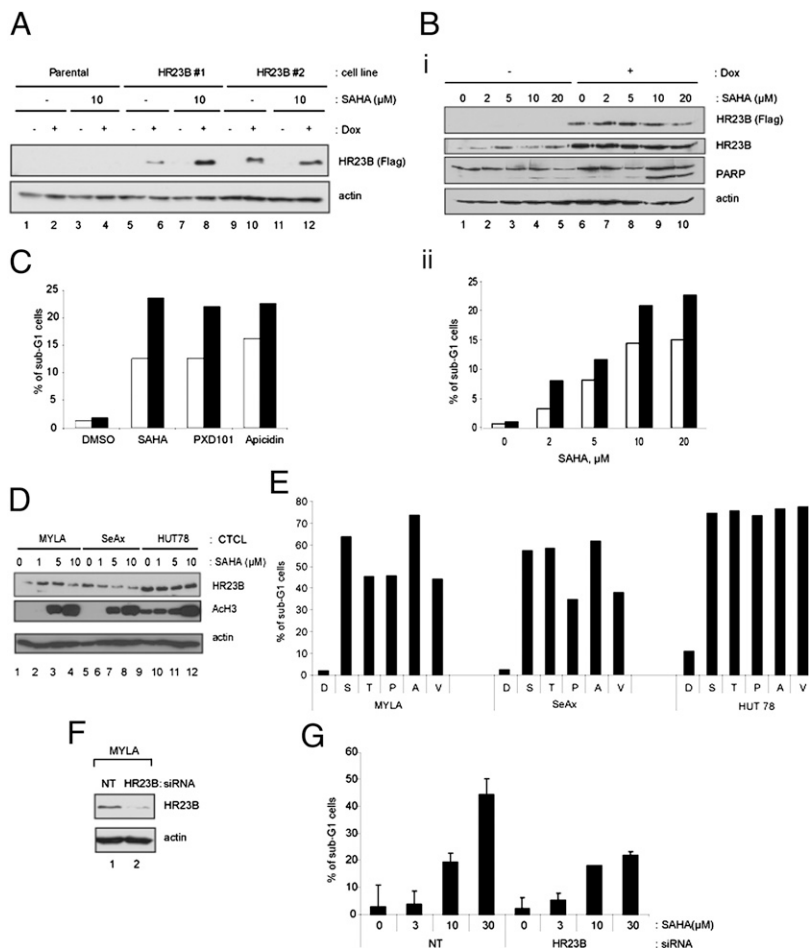 A
Parental HR23B #1 HR23B #2 : cell line
- 10 - 10 - 10 : SAHA (µM)
- + - + - + - + - + - + : Dox
HR23B (Flag)
actin
1 2 3 4 5 6 7 8 9 10 11 12
B
i
- + : Dox
0 2 5 10 20 0 2 5 10 20 : SAHA (µM)
HR23B (Flag)
HR23B
PARP
actin
1 2 3 4 5 6 7 8 9 10
C
% of sub-G1 cells
25
20
15
10
5
0
DMSO SAHA PXD101 Apicidin
ii
% of sub-G1 cells
25
20
15
10
5
0
0 2 5 10 20
SAHA, µM
D
MYLA SeAx HUT78 : CTCL
0 1 5 10 0 1 5 10 0 1 5 10 : SAHA (µM)
HR23B
AcH3
actin
1 2 3 4 5 6 7 8 9 10 11 12
E
% of sub-G1 cells
80
70
60
50
40
30
20
10
0
D S T P A V D S T P A V D S T P A V
MYLA SeAx HUT 78
F
MYLA
NT HR23B: siRNA
HR23B
actin
1 2
G
% of sub-G1 cells
60
50
40
30
20
10
0
0 3 10 30 0 3 10 30 : SAHA(µM)
NT HR23B : siRNA